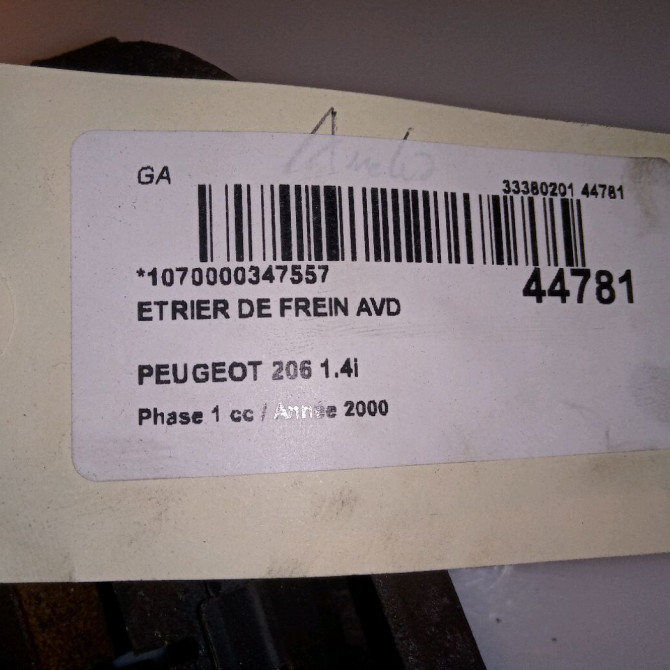 GA
33380201 44781
*1070000347557
44781
ETRIER DE FREIN AVD
PEUGEOT 206 1.4i
Phase 1 cc / Année 2000